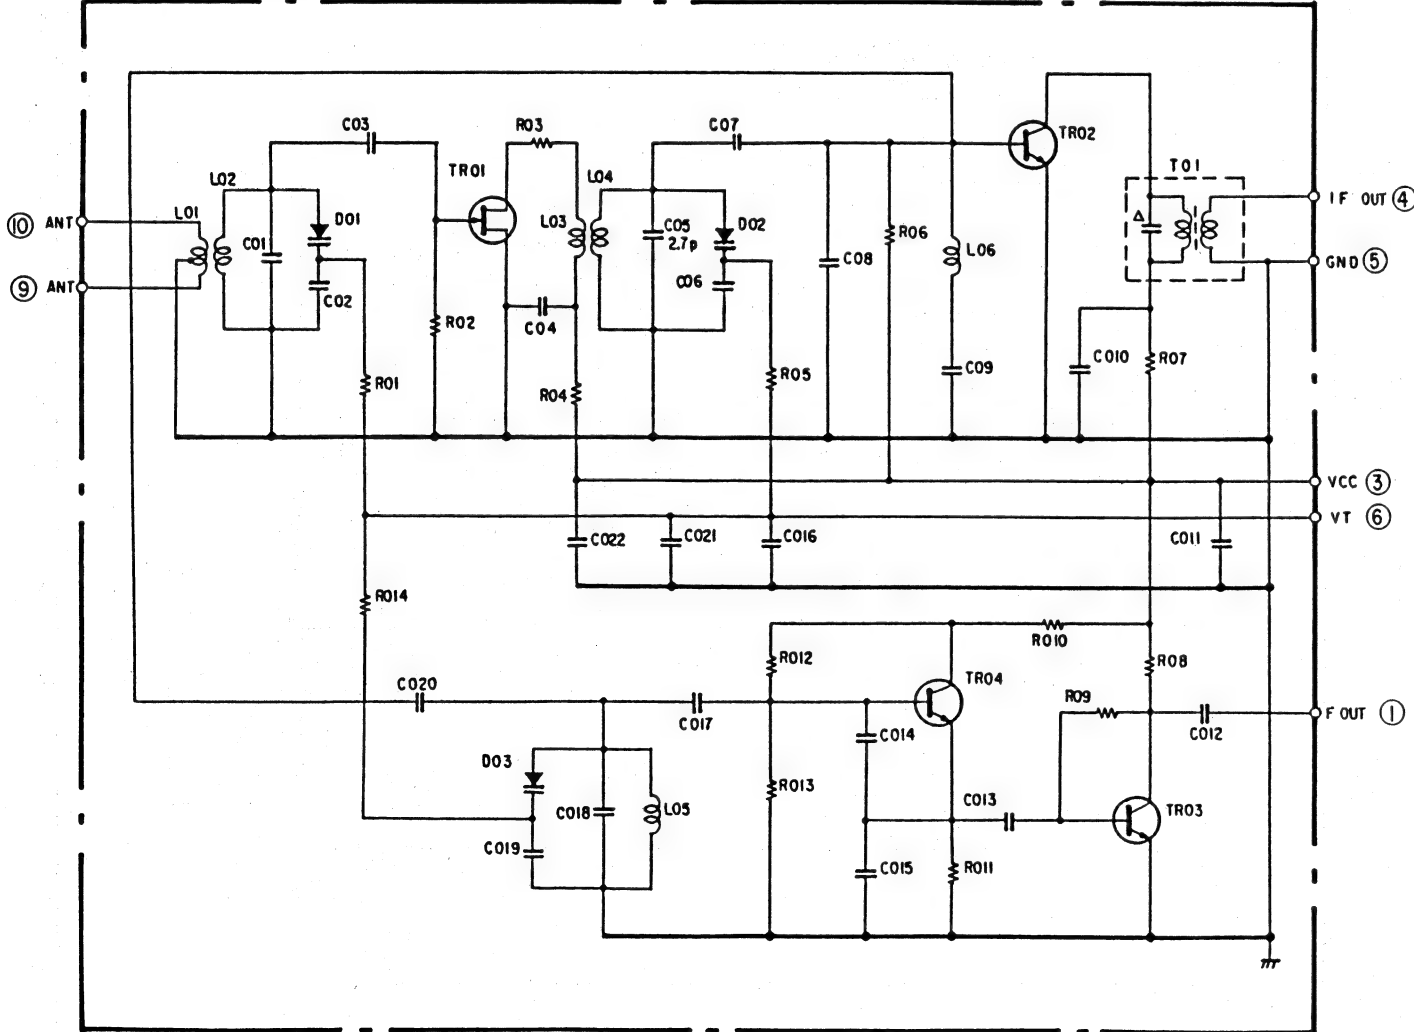 C03
R03
C07
TR02
TR01
T01
L02
L04
⑩ ANT
L01
D01
L03
C05
2.7p
D02
R06
Δ
IF OUT ④
C01
C08
L06
GND ⑤
⑨ ANT
C02
C06
R02
C04
C010
R07
R01
R04
R05
C09
VCC ③
VT ⑥
C022
C021
C016
C011
R014
R012
R010
R08
C020
TR04
R09
C017
C014
C012
F OUT ①
D03
R013
C013
C018
L05
TR03
C019
C015
R011